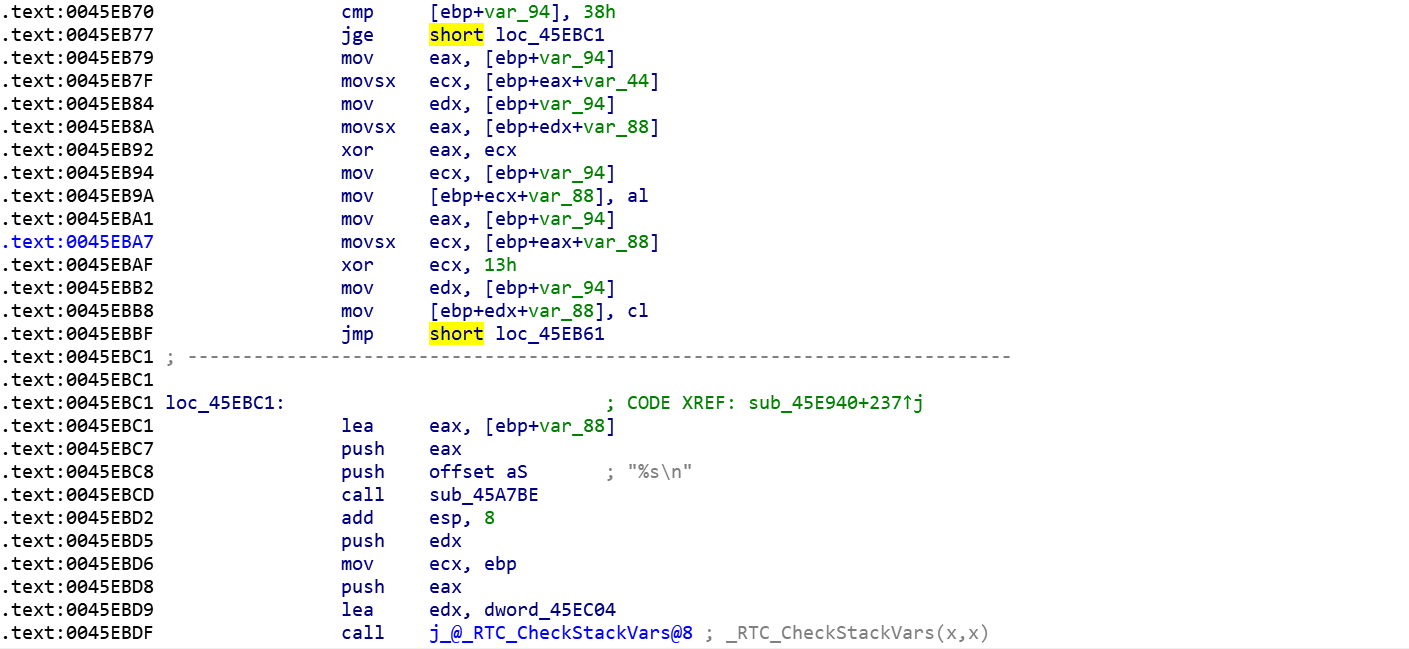 .text:0045EB70 cmp [ebp+var_94], 38h
.text:0045EB77 jge short loc_45EBC1
.text:0045EB79 mov eax, [ebp+var_94]
.text:0045EB7F movsx ecx, [ebp+eax+var_44]
.text:0045EB84 mov edx, [ebp+var_94]
.text:0045EB8A movsx eax, [ebp+edx+var_88]
.text:0045EB92 xor eax, ecx
.text:0045EB94 mov ecx, [ebp+var_94]
.text:0045EB9A mov [ebp+ecx+var_88], al
.text:0045EBA1 mov eax, [ebp+var_94]
.text:0045EBA7 movsx ecx, [ebp+eax+var_88]
.text:0045EBAF xor ecx, 13h
.text:0045EBB2 mov edx, [ebp+var_94]
.text:0045EBB8 mov [ebp+edx+var_88], cl
.text:0045EBBF jmp short loc_45EB61
.text:0045EBC1 ; ---------------------------------------------------------------------------
.text:0045EBC1
.text:0045EBC1 loc_45EBC1: ; CODE XREF: sub_45E940+237↑j
.text:0045EBC1 lea eax, [ebp+var_88]
.text:0045EBC7 push eax
.text:0045EBC8 push offset aS ; "%s\n"
.text:0045EBCD call sub_45A7BE
.text:0045EBD2 add esp, 8
.text:0045EBD5 push edx
.text:0045EBD6 mov ecx, ebp
.text:0045EBD8 push eax
.text:0045EBD9 lea edx, dword_45EC04
.text:0045EBDF call j_@_RTC_CheckStackVars@8 ; _RTC_CheckStackVars(x,x)